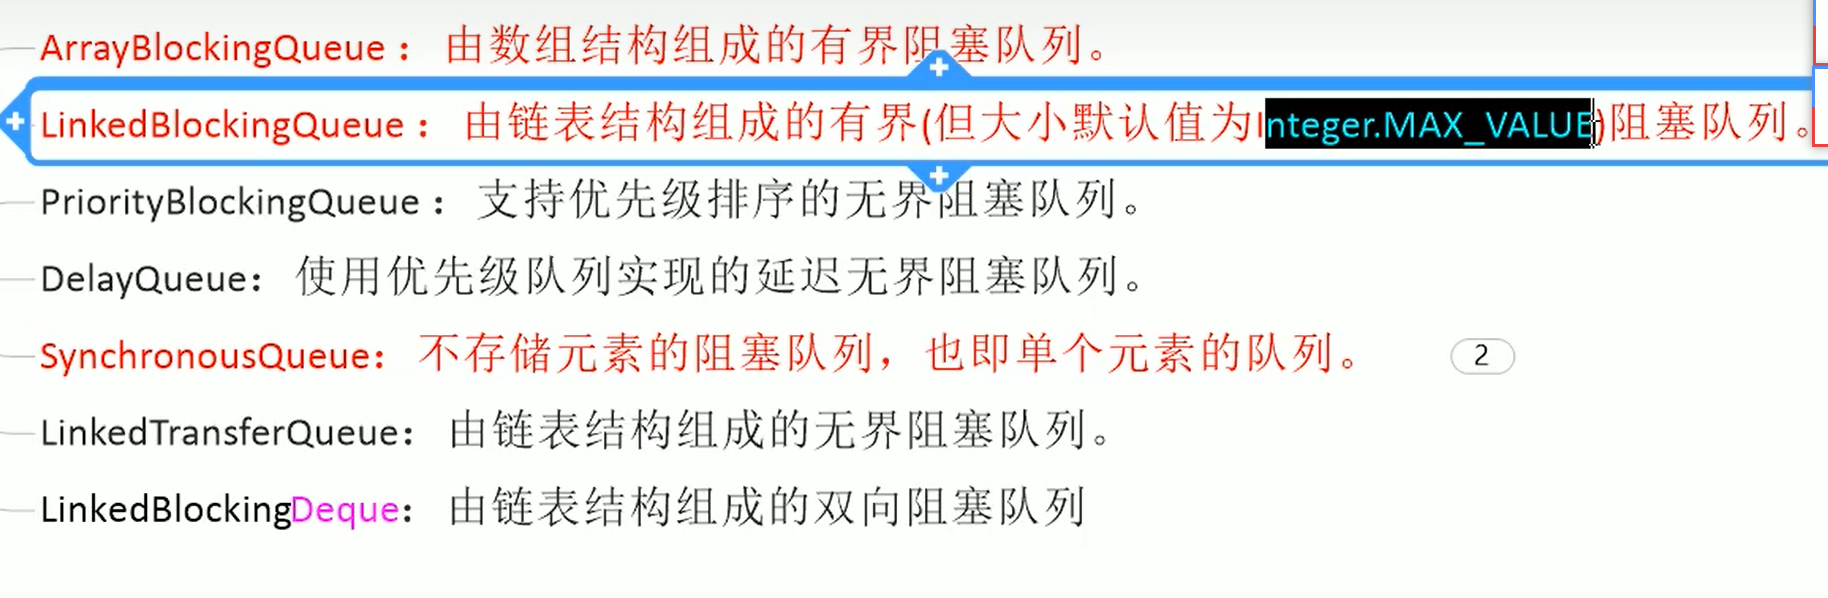 ArrayBlockingQueue： 由数组结构组成的有界阻塞队列。
LinkedBlockingQueue： 由链表结构组成的有界(但大小默认值为Integer.MAX_VALUE)阻塞队列。
PriorityBlockingQueue： 支持优先级排序的无界阻塞队列。
DelayQueue： 使用优先级队列实现的延迟无界阻塞队列。
SynchronousQueue： 不存储元素的阻塞队列，也即单个元素的队列。 2
LinkedTransferQueue： 由链表结构组成的无界阻塞队列。
LinkedBlockingDeque： 由链表结构组成的双向阻塞队列